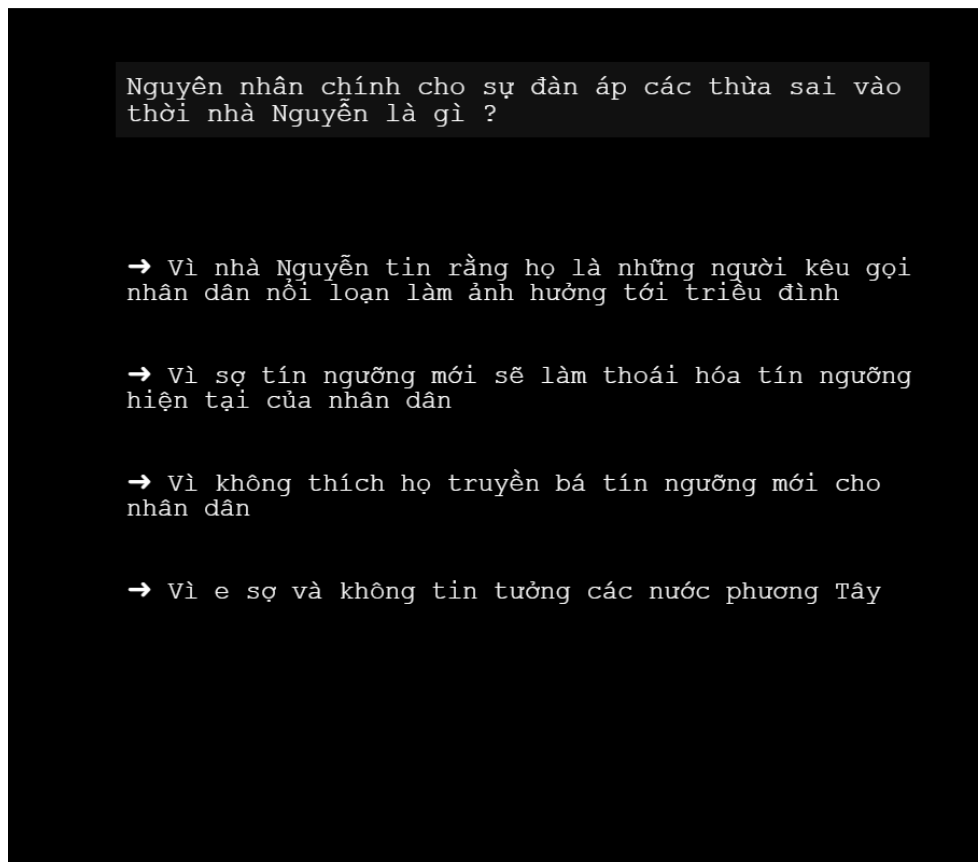 Nguyên nhân chính cho sự đàn áp các thừa sai vào
thời nhà Nguyễn là gì ?
➜ Vì nhà Nguyễn tin rằng họ là những người kêu gọi
nhân dân nổi loạn làm ảnh hưởng tới triều đình
➜ Vì sợ tín ngưỡng mới sẽ làm thoái hóa tín ngưỡng
hiện tại của nhân dân
➜ Vì không thích họ truyền bá tín ngưỡng mới cho
nhân dân
➜ Vì e sợ và không tin tưởng các nước phương Tây